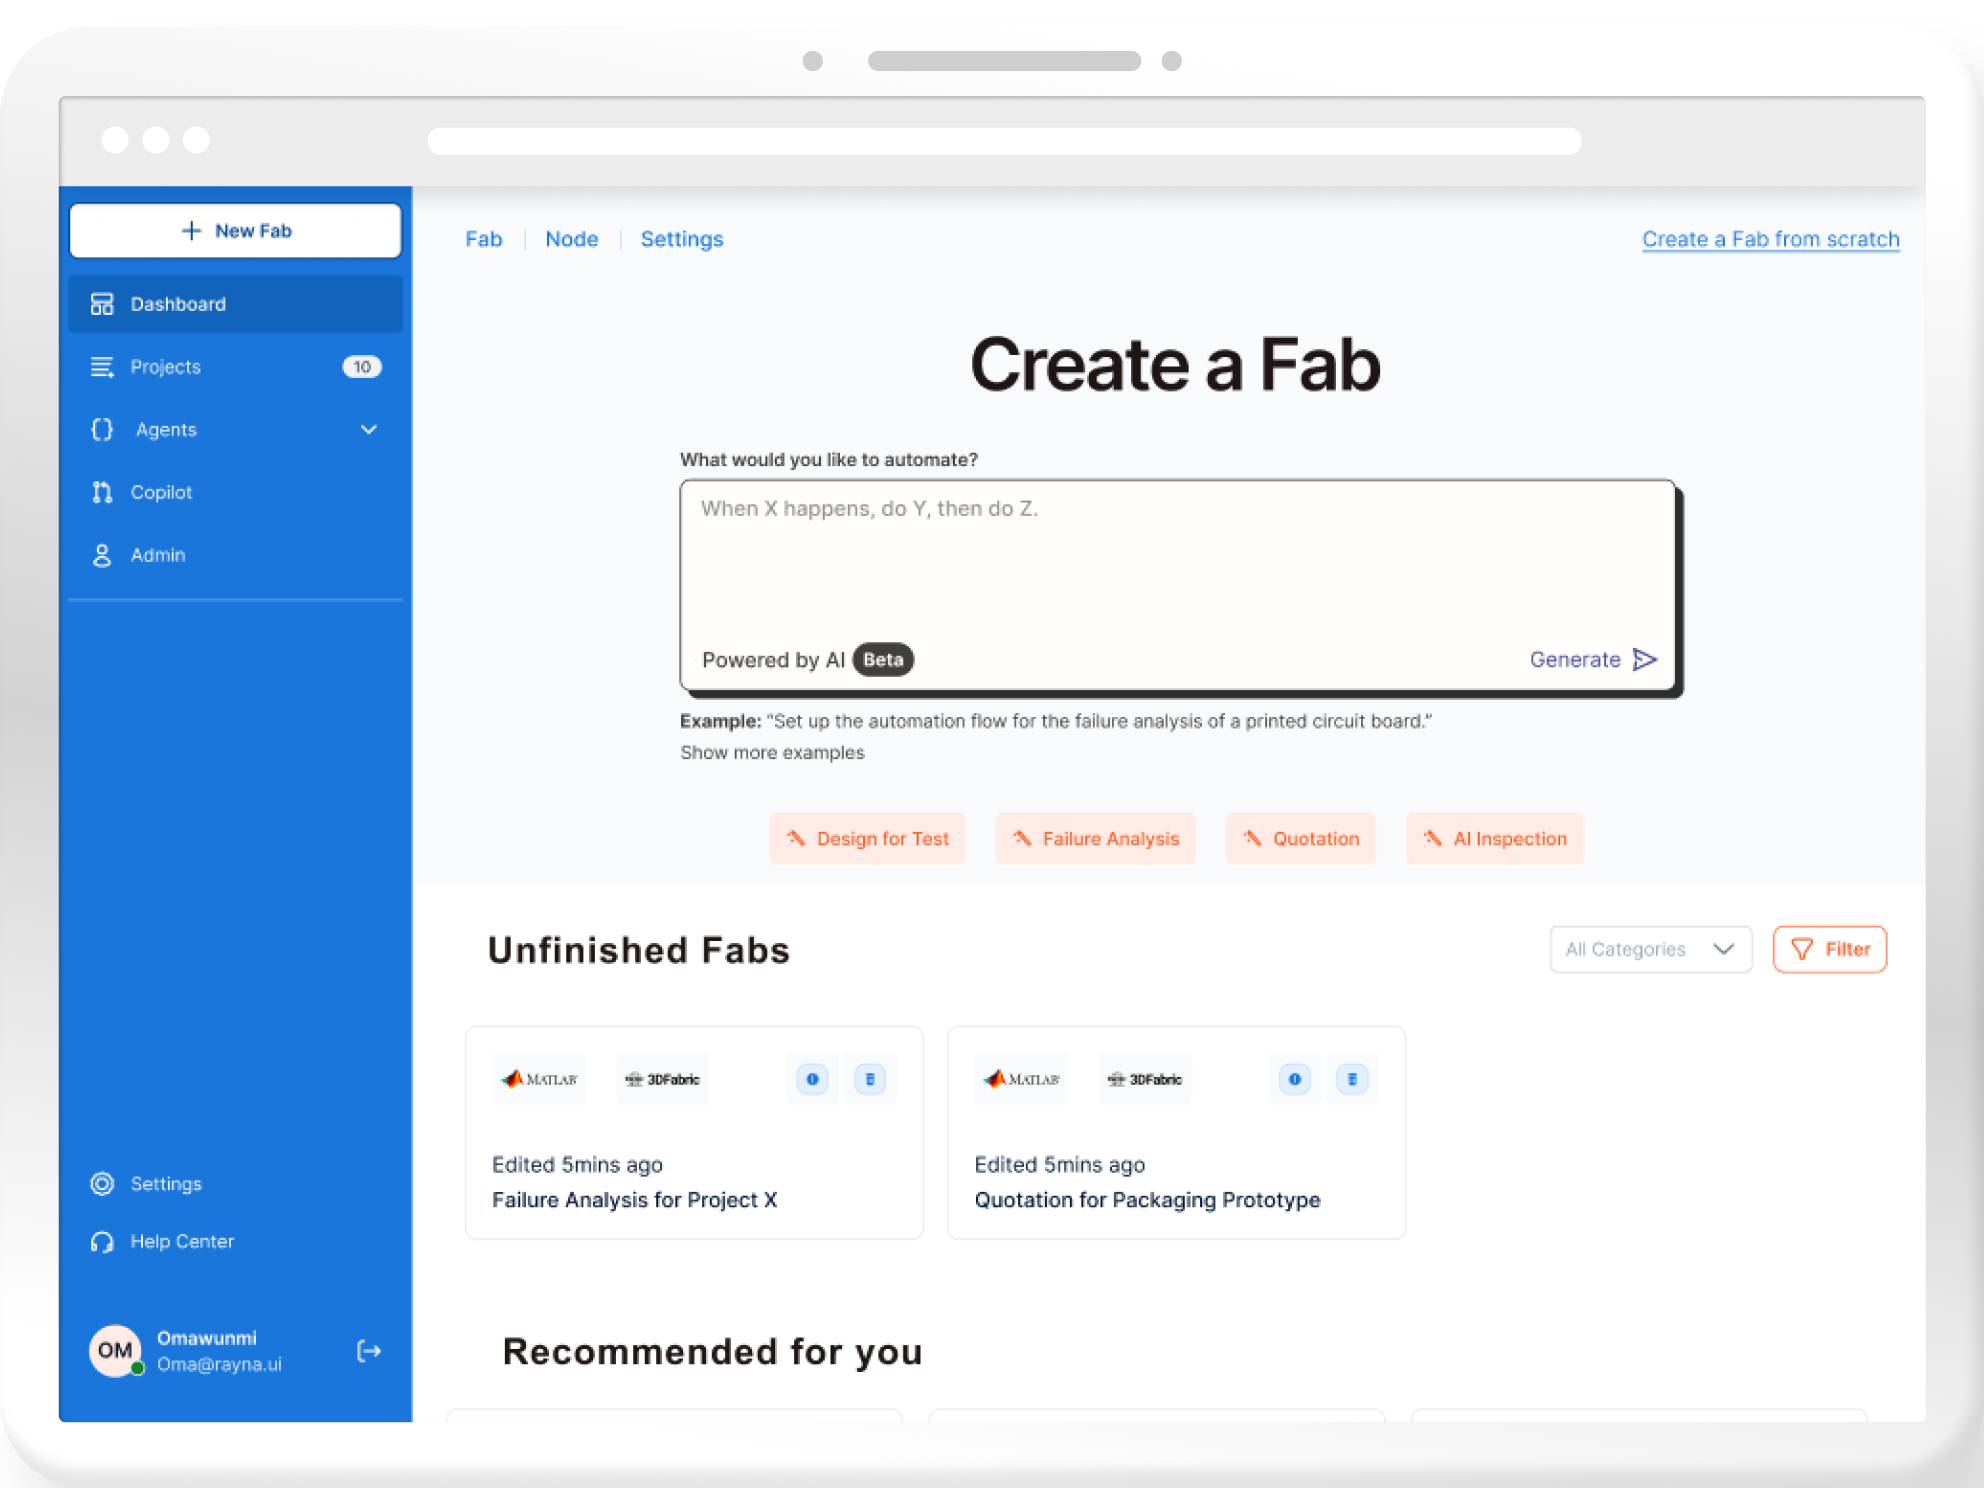 New Fab
Dashboard
Projects 10
Agents
Copilot
Admin
Settings
Help Center
OM
Omawunmi
Oma@rayna.ui
Fab | Node | Settings
Create a Fab from scratch
Create a Fab
What would you like to automate?
When X happens, do Y, then do Z.
Powered by AI Beta
Generate
Example: “Set up the automation flow for the failure analysis of a printed circuit board.”
Show more examples
Design for Test
Failure Analysis
Quotation
AI Inspection
Unfinished Fabs
All Categories
Filter
MATLAB
3DFabric
Edited 5mins ago
Failure Analysis for Project X
MATLAB
3DFabric
Edited 5mins ago
Quotation for Packaging Prototype
Recommended for you